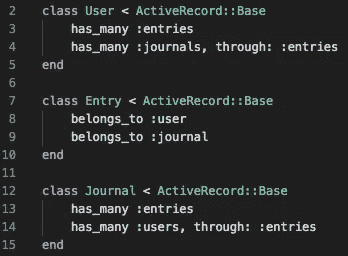 2 class User < ActiveRecord::Base
3     has_many :entries
4     has_many :journals, through: :entries
5 end
6
7 class Entry < ActiveRecord::Base
8     belongs_to :user
9     belongs_to :journal
10 end
11
12 class Journal < ActiveRecord::Base
13     has_many :entries
14     has_many :users, through: :entries
15 end